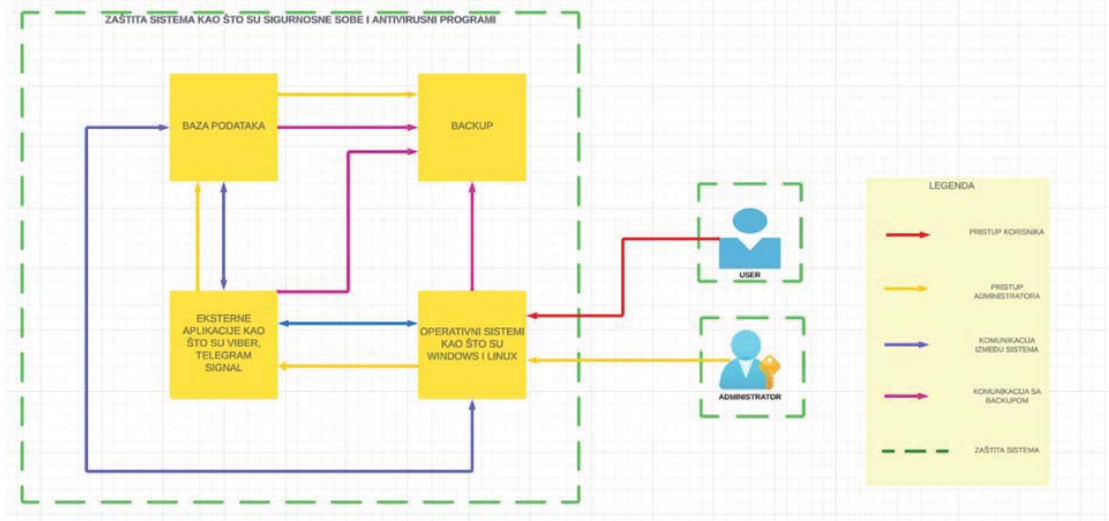 ZAŠTITA SISTEMA KAO ŠTO SU SIGURNOSNE SOBE I ANTIVIRUSNI PROGRAMI
BAZA PODATAKA
BACKUP
EKSTERNE
APLIKACIJE KAO
ŠTO SU VIBER,
TELEGRAM
SIGNAL
OPERATIVNI SISTEMI
KAO ŠTO SU
WINDOWS I LINUX
USER
ADMINISTRATOR
LEGENDA
PRISTUP KORISNIKA
PRISTUP
ADMINISTRATORA
KOMUNIKACIJA
IZMEĐU SISTEMA
KOMUNIKACIJA SA
BACKUPOM
ZAŠTITA SISTEMA